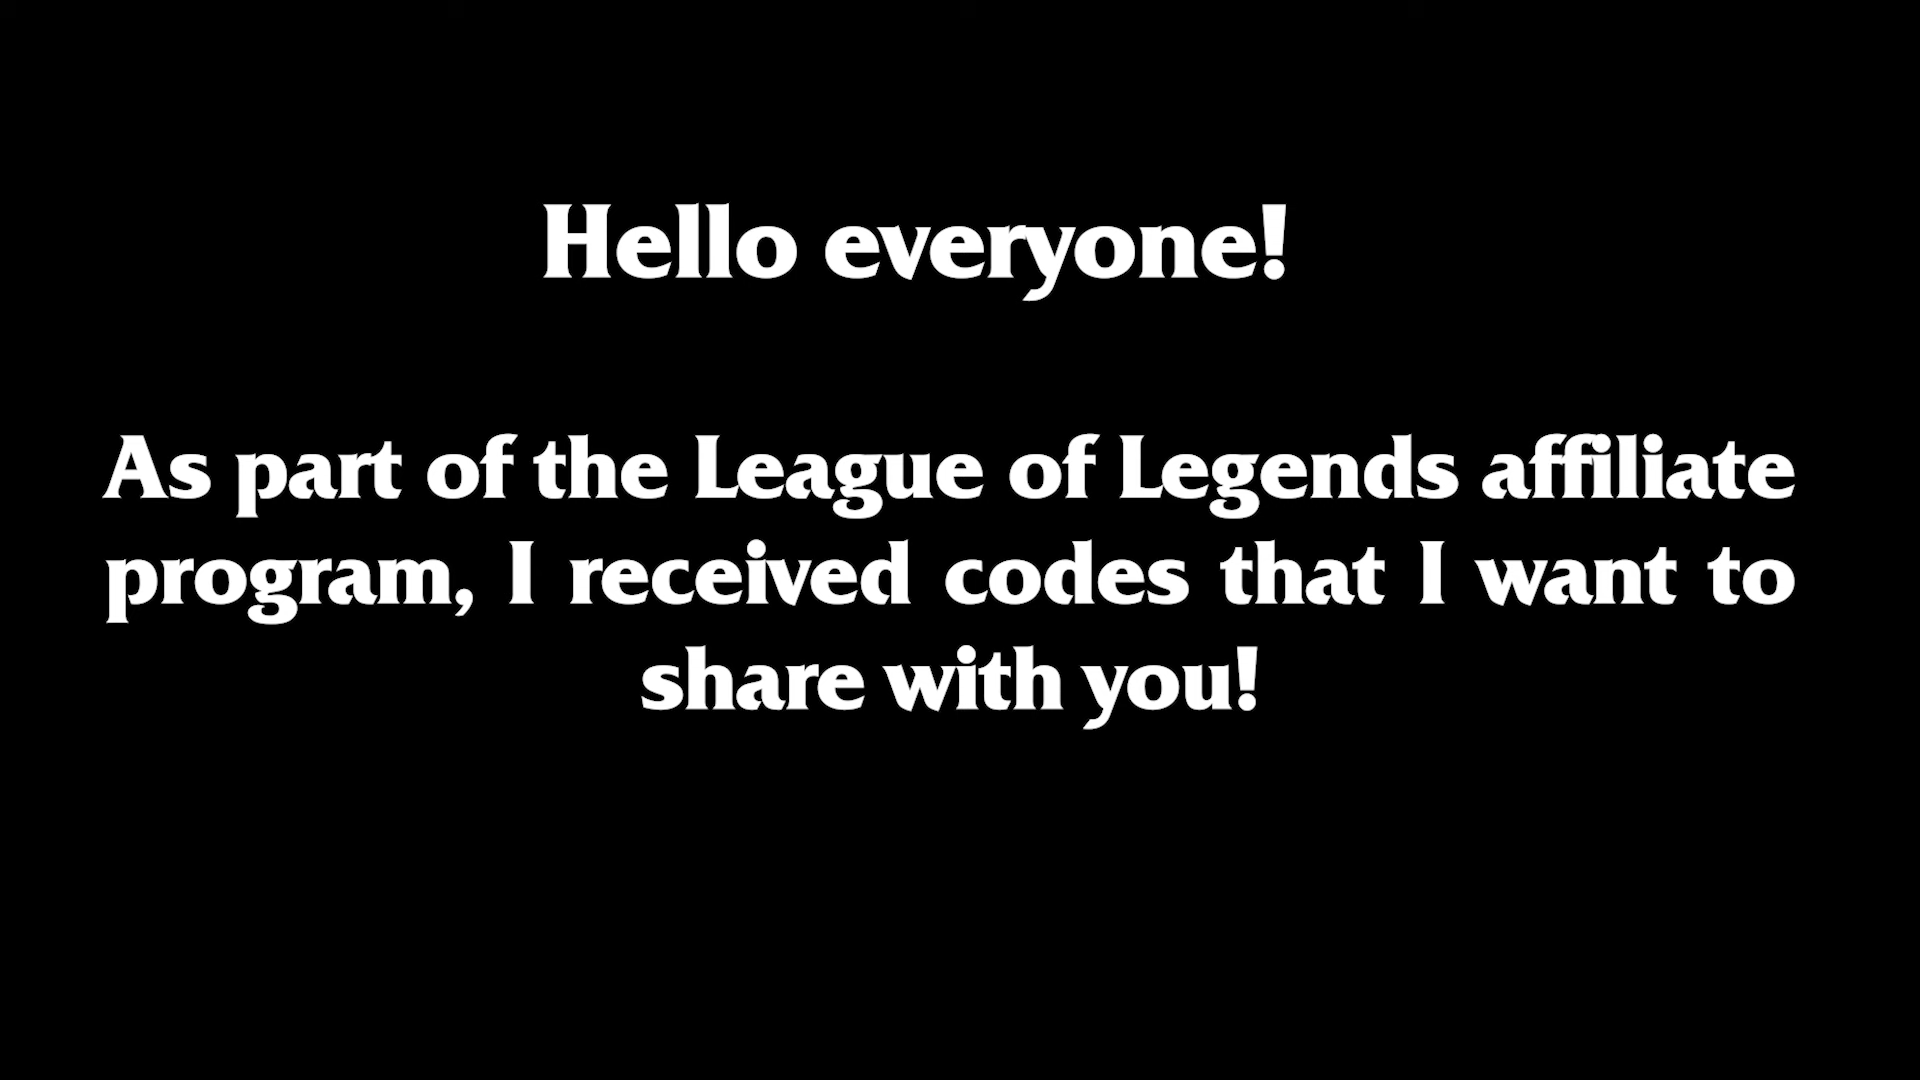 Hello everyone!
As part of the League of Legends affiliate
program, I received codes that I want to
share with you!